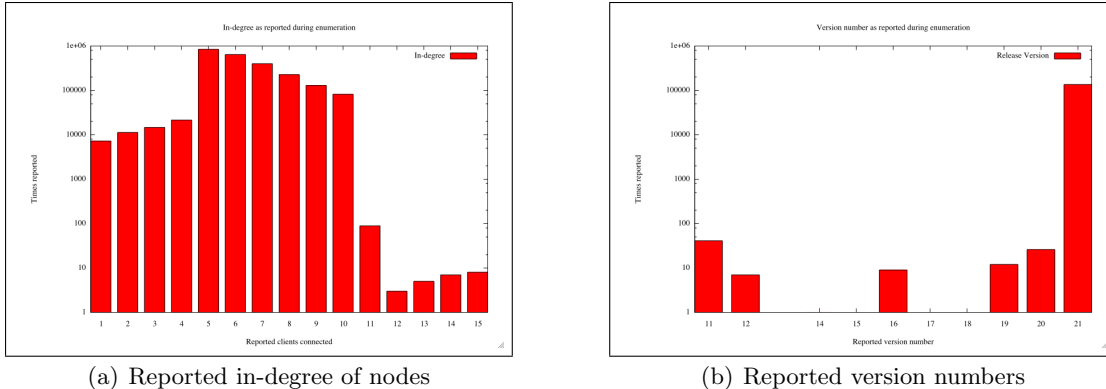 In-degree as reported during enumeration
1e+06
100000
10000
1000
100
10
1
Times reported
In-degree
1 2 3 4 5 6 7 8 9 10 11 12 13 14 15
Reported clients connected
(a) Reported in-degree of nodes
Version number as reported during enumeration
1e+06
100000
10000
1000
100
10
1
Times reported
Release Version
11 12 14 15 16 17 18 19 20 21
Reported version number
(b) Reported version numbers